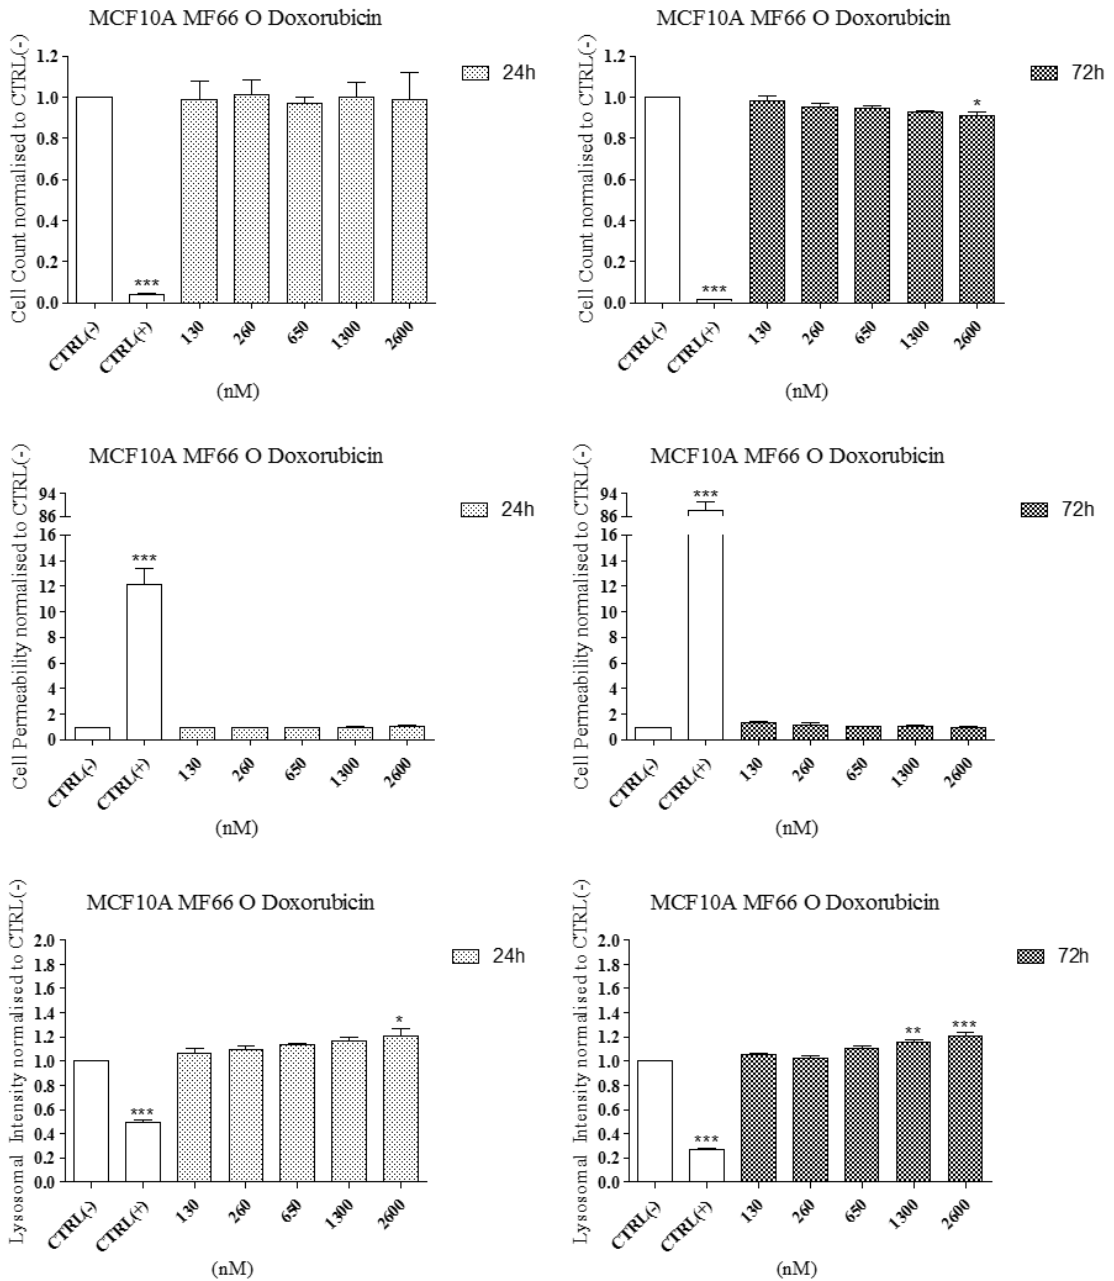 MCF10A MF66 O Doxorubicin
Cell Count normalised to CTRL(-)
1.2
1.0
0.8
0.6
0.4
0.2
0.0
***
24h
CTRL(-)
CTRL(+)
130
260
650
1300
2600
(nM)
MCF10A MF66 O Doxorubicin
Cell Count normalised to CTRL(-)
1.2
1.0
0.8
0.6
0.4
0.2
0.0
***
*
72h
CTRL(-)
CTRL(+)
130
260
650
1300
2600
(nM)
MCF10A MF66 O Doxorubicin
Cell Permeability normalised to CTRL(-)
94
86
16
14
12
10
8
6
4
2
0
***
24h
CTRL(-)
CTRL(+)
130
260
650
1300
2600
(nM)
MCF10A MF66 O Doxorubicin
Cell Permeability normalised to CTRL(-)
94
86
16
14
12
10
8
6
4
2
0
***
72h
CTRL(-)
CTRL(+)
130
260
650
1300
2600
(nM)
MCF10A MF66 O Doxorubicin
Lysosomal Intensity normalised to CTRL(-)
2.0
1.8
1.6
1.4
1.2
1.0
0.8
0.6
0.4
0.2
0.0
***
*
24h
CTRL(-)
CTRL(+)
130
260
650
1300
2600
(nM)
MCF10A MF66 O Doxorubicin
Lysosomal Intensity normalised to CTRL(-)
2.0
1.8
1.6
1.4
1.2
1.0
0.8
0.6
0.4
0.2
0.0
***
**
***
72h
CTRL(-)
CTRL(+)
130
260
650
1300
2600
(nM)